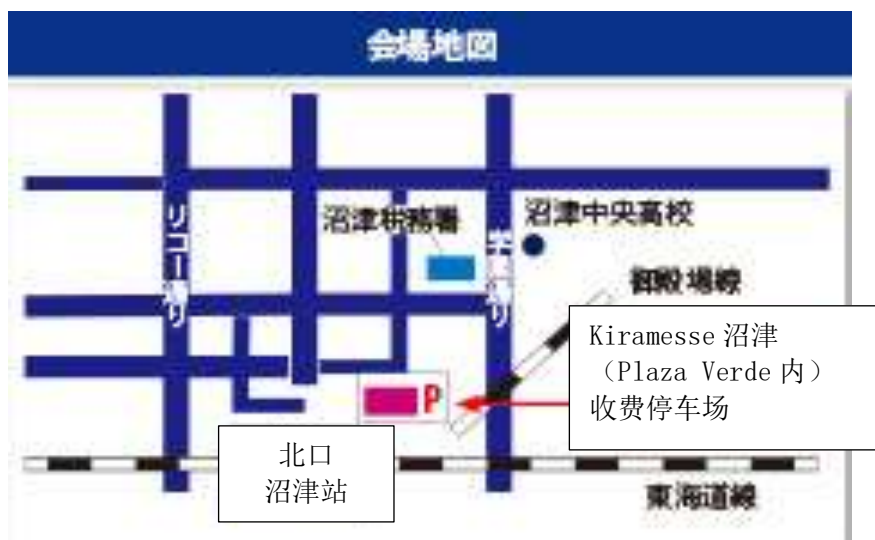 会場地図
リコー通り
沼津税務署
沼津中央高校
御殿場線
Kiramesse 沼津
（Plaza Verde 内）
收费停车场
P
北口
沼津站
東海道線